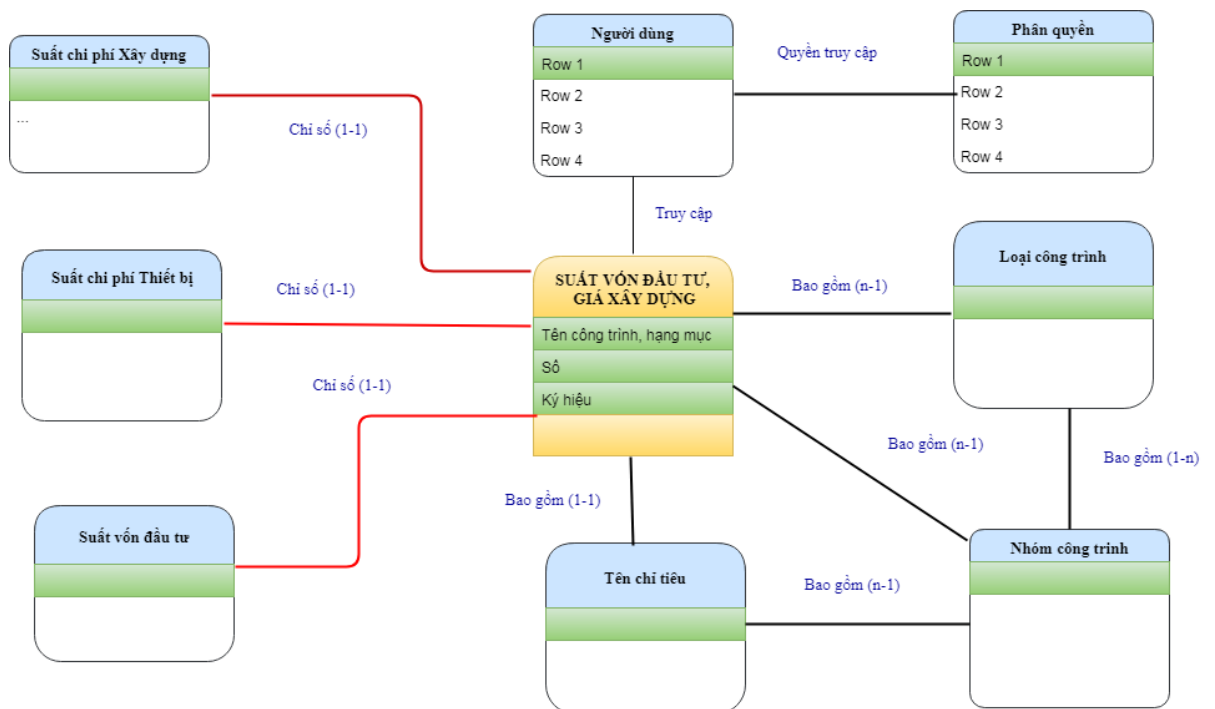 Suất chi phí Xây dựng
...
Người dùng
Row 1
Row 2
Row 3
Row 4
Quyền truy cập
Phân quyền
Row 1
Row 2
Row 3
Row 4
Chỉ số (1-1)
Truy cập
Suất chi phí Thiết bị
Chỉ số (1-1)
SUẤT VỐN ĐẦU TƯ,
GIÁ XÂY DỰNG
Tên công trình, hạng mục
Số
Ký hiệu
Bao gồm (n-1)
Loại công trình
Chỉ số (1-1)
Bao gồm (n-1)
Bao gồm (1-n)
Suất vốn đầu tư
Bao gồm (1-1)
Tên chỉ tiêu
Bao gồm (n-1)
Nhóm công trình